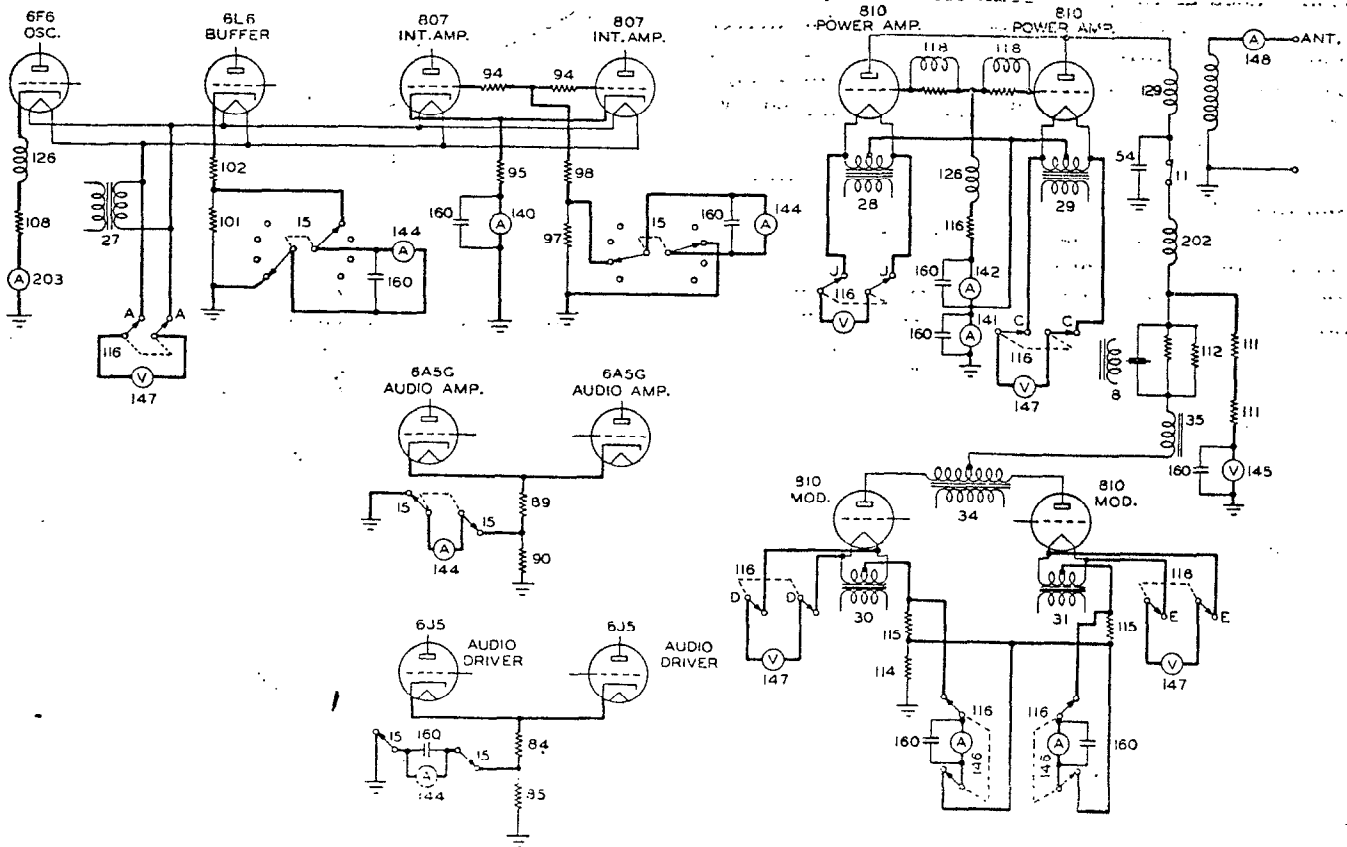 6F6
OSC.
6L6
BUFFER
807
INT. AMP.
807
INT. AMP.
810
POWER AMP.
810
POWER AMP.
118
118
A
148
ANT.
94
94
129
126
102
95
98
126
54
11
108
27
101
15
144
A
160
160
140
A
97
15
160
144
A
28
29
116
202
203
A
A
A
116
V
147
J
J
116
V
160
142
A
160
141
A
C
C
116
V
147
8
112
111
111
35
160
V
145
6A5G
AUDIO AMP.
6A5G
AUDIO AMP.
15
15
A
144
89
90
810
MOD.
34
810
MOD.
116
D
D
V
147
30
115
114
31
115
118
E
E
V
147
6J5
AUDIO
DRIVER
6J5
AUDIO
DRIVER
15
160
15
A
144
84
85
116
160
A
146
116
A
146
160